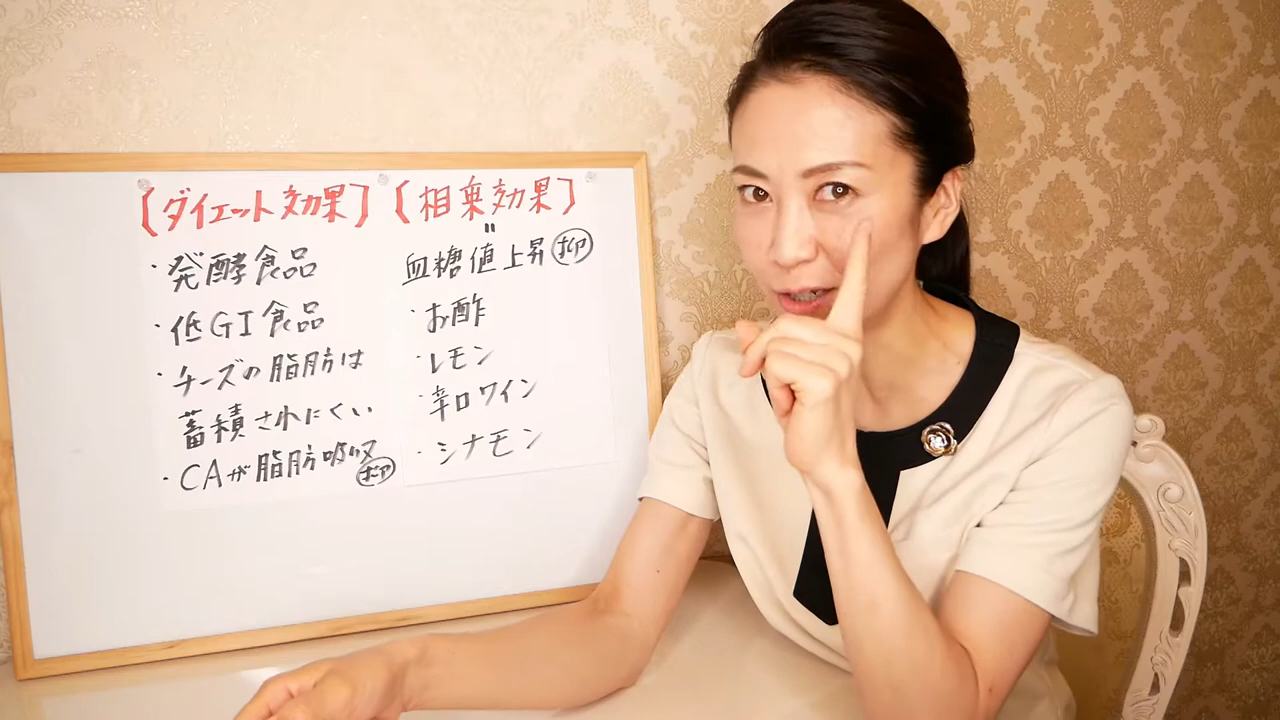 【ダイエット効果】
・発酵食品
・低GI食品
・チーズの脂肪は
蓄積されにくい
・CAが脂肪吸収抑
【相乗効果】
〃
血糖値上昇抑
・お酢
・レモン
・辛口ワイン
・シナモン